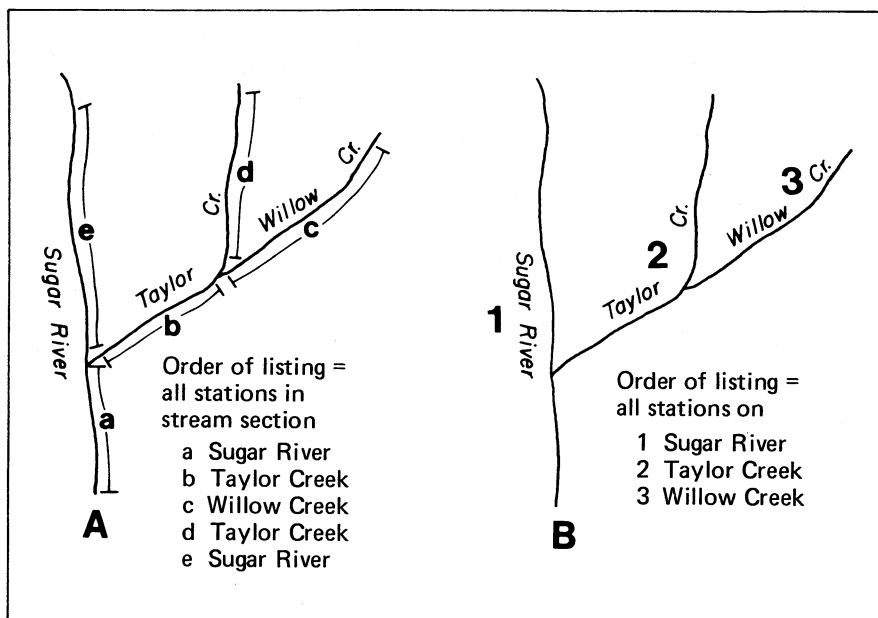 d
Cr.
Cr.
Willow
c
e
Sugar River
Taylor
b
a
Order of listing =
all stations in
stream section
a Sugar River
b Taylor Creek
c Willow Creek
d Taylor Creek
e Sugar River
A
3
Cr.
Cr.
Willow
2
Sugar River
Taylor
1
Order of listing =
all stations on
1 Sugar River
2 Taylor Creek
3 Willow Creek
B